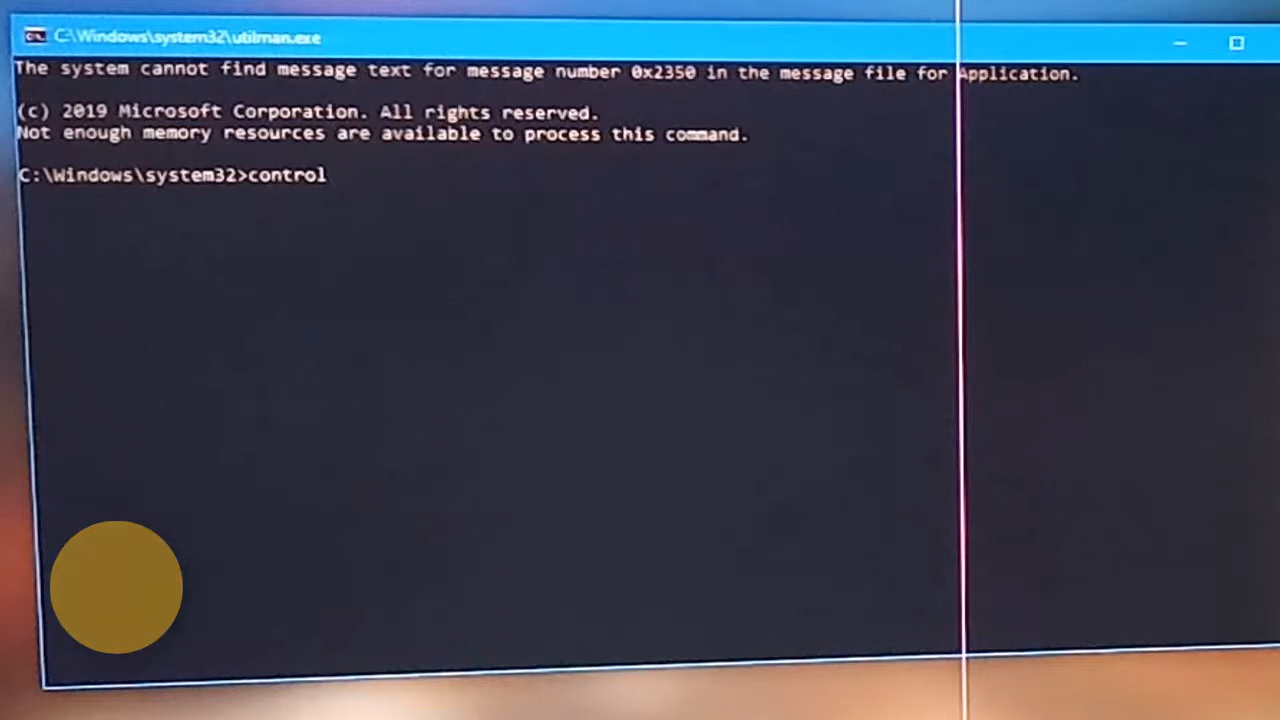 C:\Windows\system32\utilman.exe
The system cannot find message text for message number 0x2350 in the message file for Application.
(c) 2019 Microsoft Corporation. All rights reserved.
Not enough memory resources are available to process this command.
C:\Windows\system32>control